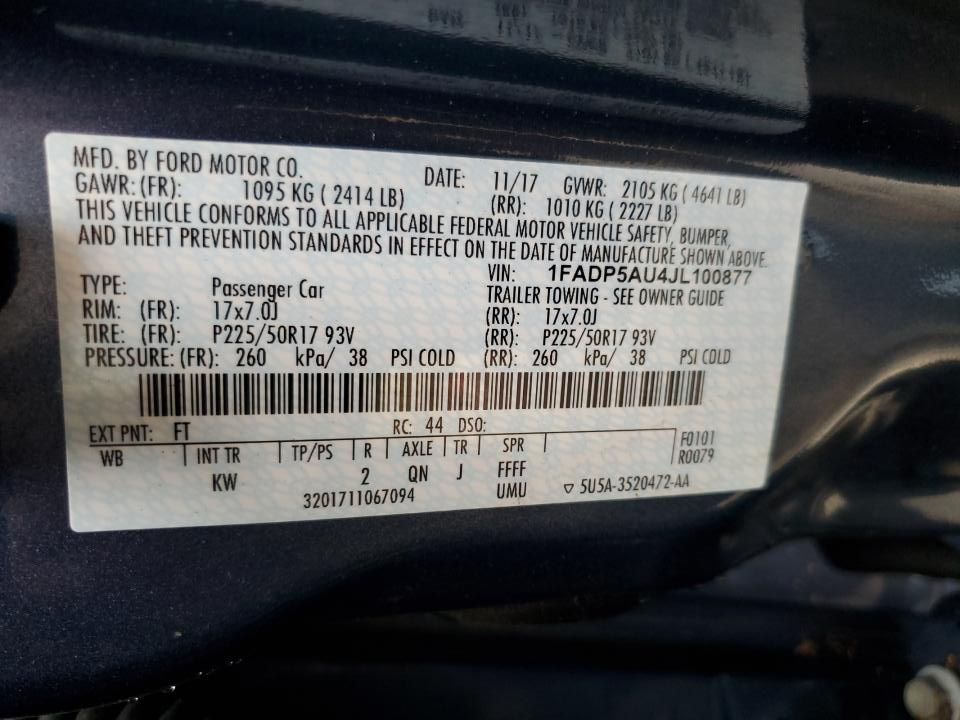 MFD. BY FORD MOTOR CO. DATE: 11/17 GVWR: 2105 KG ( 4641 LB)
GAWR: (FR): 1095 KG ( 2414 LB) (RR): 1010 KG ( 2227 LB)
THIS VEHICLE CONFORMS TO ALL APPLICABLE FEDERAL MOTOR VEHICLE SAFETY, BUMPER,
AND THEFT PREVENTION STANDARDS IN EFFECT ON THE DATE OF MANUFACTURE SHOWN ABOVE.
VIN: 1FADP5AU4JL100877
TYPE: Passenger Car TRAILER TOWING - SEE OWNER GUIDE
RIM: (FR): 17x7.0J (RR): 17x7.0J
TIRE: (FR): P225/50R17 93V (RR): P225/50R17 93V
PRESSURE: (FR): 260 kPa/ 38 PSI COLD (RR): 260 kPa/ 38 PSI COLD
EXT PNT: FT RC: 44 DSO:
WB INT TR TP/PS R AXLE TR SPR F0101
R0079
KW 2 QN J FFFF
3201711067094 UMU 5U5A-3520472-AA